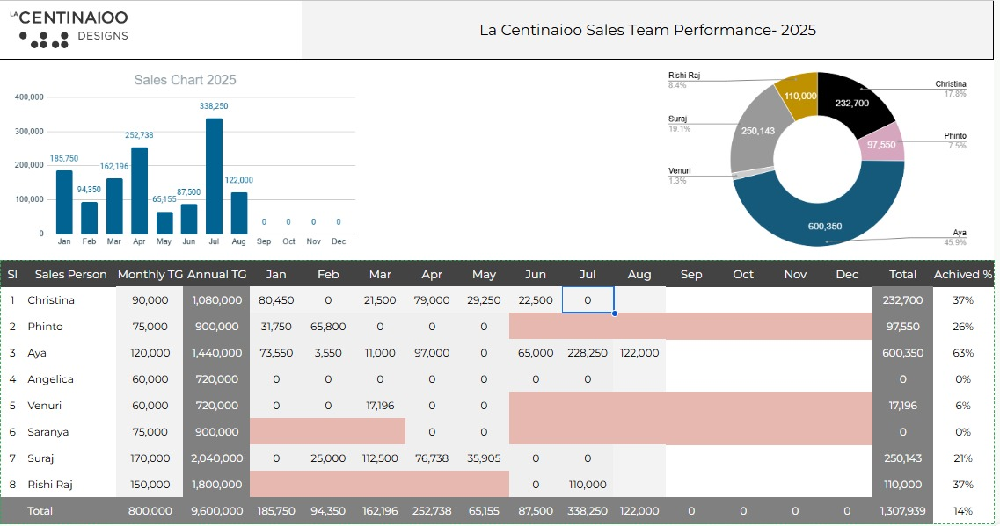 LA CENTINAIOO
DESIGNS
La Centinaioo Sales Team Performance- 2025
Sales Chart 2025
400,000
300,000
200,000
100,000
0
185,750
94,350
162,196
252,738
65,155
87,500
338,250
122,000
0 0 0 0
Jan Feb Mar Apr May Jun Jul Aug Sep Oct Nov Dec
Rishi Raj
8.4%
Suraj
19.1%
Venuri
1.3%
Christina
17.8%
Phinto
7.5%
Aya
45.9%
110,000
232,700
250,143
97,550
600,350
Sl Sales Person Monthly TG Annual TG Jan Feb Mar Apr May Jun Jul Aug Sep Oct Nov Dec Total Achived %
1 Christina 90,000 1,080,000 80,450 0 21,500 79,000 29,250 22,500 0 232,700 37%
2 Phinto 75,000 900,000 31,750 65,800 0 0 0 97,550 26%
3 Aya 120,000 1,440,000 73,550 3,550 11,000 97,000 0 65,000 228,250 122,000 600,350 63%
4 Angelica 60,000 720,000 0 0 0 0 0 0 0 0 0%
5 Venuri 60,000 720,000 0 0 17,196 0 0 17,196 6%
6 Saranya 75,000 900,000 0 0 0 0%
7 Suraj 170,000 2,040,000 0 25,000 112,500 76,738 35,905 0 0 250,143 21%
8 Rishi Raj 150,000 1,800,000 0 110,000 110,000 37%
Total 800,000 9,600,000 185,750 94,350 162,196 252,738 65,155 87,500 338,250 122,000 0 0 0 0 1,307,939 14%